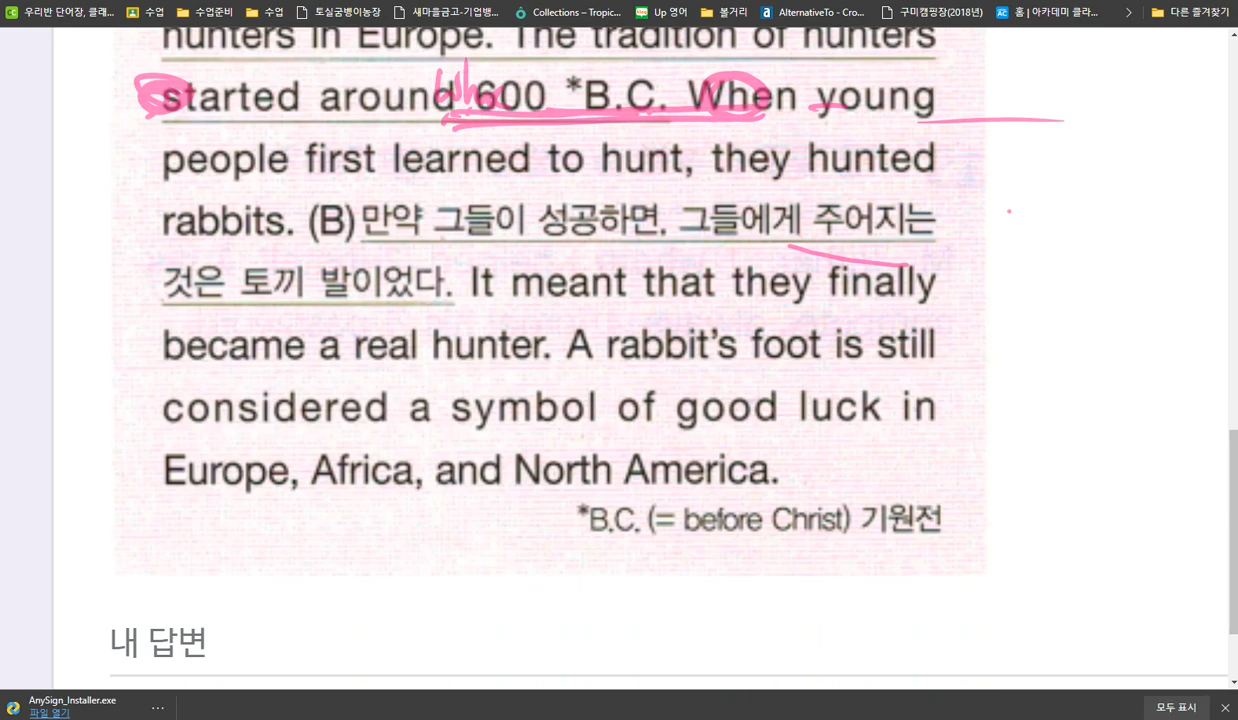 우리반 단어장, 클래... 수업 수업준비 수업 토실궁뱅이농장 새마을금고-기업뱅... Collections – Tropic... Up 영어 볼거리 AlternativeTo - Cro... 구미캠핑장(2018년) 홈 | 아카데미 클라... 다른 즐겨찾기
hunters in Europe. The tradition of hunters
started around 600 *B.C. When young
people first learned to hunt, they hunted
rabbits. (B)만약 그들이 성공하면, 그들에게 주어지는
것은 토끼 발이었다. It meant that they finally
became a real hunter. A rabbit's foot is still
considered a symbol of good luck in
Europe, Africa, and North America.
*B.C. (= before Christ) 기원전
내 답변
AnySign_Installer.exe
파일 열기
모두 표시